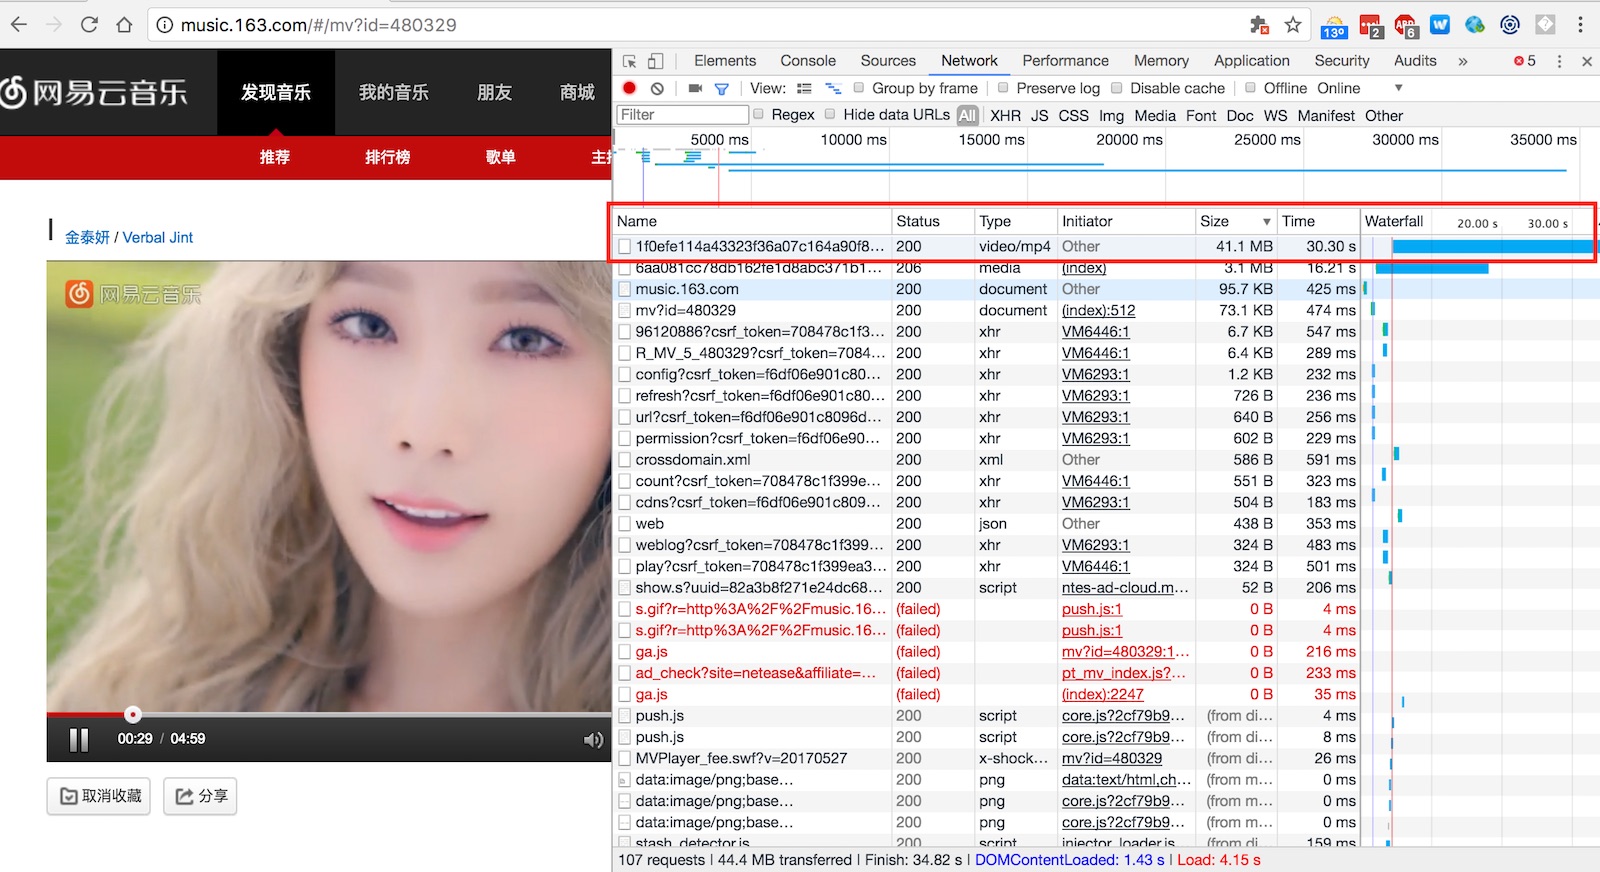 music.163.com/#/mv?id=480329
13° 2 6
网易云音乐 发现音乐 我的音乐 朋友 商城
推荐 排行榜 歌单
金泰妍 / Verbal Jint
网易云音乐
00:29 / 04:59
取消收藏 分享
Elements Console Sources Network Performance Memory Application Security Audits » 5
View: Group by frame Preserve log Disable cache Offline Online
Filter Regex Hide data URLs All XHR JS CSS Img Media Font Doc WS Manifest Other
5000 ms 10000 ms 15000 ms 20000 ms 25000 ms 30000 ms 35000 ms
Name Status Type Initiator Size Time Waterfall 20.00 s 30.00 s
1f0efe114a43323f36a07c164a90f8... 200 video/mp4 Other 41.1 MB 30.30 s
6aa081cc78db162fe1d8abc371b1... 206 media (index) 3.1 MB 16.21 s
music.163.com 200 document Other 95.7 KB 425 ms
mv?id=480329 200 document (index):512 73.1 KB 474 ms
96120886?csrf_token=708478c1f3... 200 xhr VM6446:1 6.7 KB 547 ms
R_MV_5_480329?csrf_token=7084... 200 xhr VM6446:1 6.4 KB 289 ms
config?csrf_token=f6df06e901c80... 200 xhr VM6293:1 1.2 KB 232 ms
refresh?csrf_token=f6df06e901c80... 200 xhr VM6293:1 726 B 236 ms
url?csrf_token=f6df06e901c8096d... 200 xhr VM6293:1 640 B 256 ms
permission?csrf_token=f6df06e90... 200 xhr VM6293:1 602 B 229 ms
crossdomain.xml 200 xml Other 586 B 591 ms
count?csrf_token=708478c1f399e... 200 xhr VM6446:1 551 B 323 ms
cdns?csrf_token=f6df06e901c809... 200 xhr VM6293:1 504 B 183 ms
web 200 json Other 438 B 353 ms
weblog?csrf_token=708478c1f399... 200 xhr VM6293:1 324 B 483 ms
play?csrf_token=708478c1f399ea3... 200 xhr VM6446:1 324 B 501 ms
show.s?uuid=82a3b8f271e24dc68... 200 script ntes-ad-cloud.m... 52 B 206 ms
s.gif?r=http%3A%2F%2Fmusic.16... (failed) push.js:1 0 B 4 ms
s.gif?r=http%3A%2F%2Fmusic.16... (failed) push.js:1 0 B 4 ms
ga.js (failed) mv?id=480329:1... 0 B 216 ms
ad_check?site=netease&affiliate=... (failed) pt_mv_index.js?... 0 B 233 ms
ga.js (failed) (index):2247 0 B 35 ms
push.js 200 script core.js?2cf79b9... (from di... 4 ms
push.js 200 script core.js?2cf79b9... (from di... 8 ms
MVPlayer_fee.swf?v=20170527 200 x-shock... mv?id=480329 (from di... 26 ms
data:image/png;base... 200 png data:text/html,ch... (from m... 0 ms
data:image/png;base... 200 png core.js?2cf79b9... (from m... 0 ms
data:image/png;base... 200 png core.js?2cf79b9... (from m... 0 ms
stash_detector.js 200 script injector_loader.js (from di... 159 ms
107 requests | 44.4 MB transferred | Finish: 34.82 s | DOMContentLoaded: 1.43 s | Load: 4.15 s